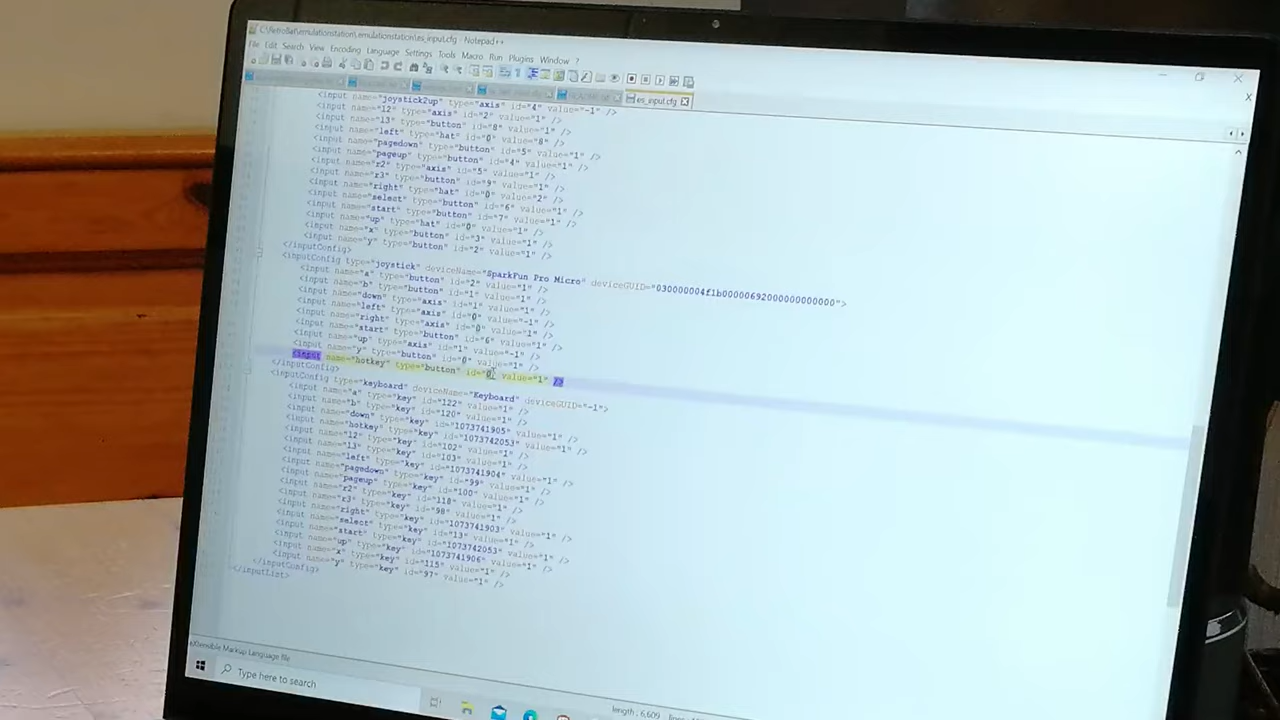 C:\RetroBat\emulationstation\.emulationstation\es_input.cfg - Notepad++
File Edit Search View Encoding Language Settings Tools Macro Run Plugins Window ?
es_input.cfg
<input name="joystick2up" type="axis" id="4" value="-1" />
<input name="l2" type="axis" id="2" value="1" />
<input name="l3" type="button" id="8" value="1" />
<input name="left" type="hat" id="0" value="8" />
<input name="pagedown" type="button" id="5" value="1" />
<input name="pageup" type="button" id="4" value="1" />
<input name="r2" type="axis" id="5" value="1" />
<input name="r3" type="button" id="9" value="1" />
<input name="right" type="hat" id="0" value="2" />
<input name="select" type="button" id="6" value="1" />
<input name="start" type="button" id="7" value="1" />
<input name="up" type="hat" id="0" value="1" />
<input name="x" type="button" id="3" value="1" />
<input name="y" type="button" id="2" value="1" />
</inputConfig>
<inputConfig type="joystick" deviceName="SparkFun Pro Micro" deviceGUID="030000004f1b00000692000000000000">
<input name="a" type="button" id="2" value="1" />
<input name="b" type="button" id="1" value="1" />
<input name="down" type="axis" id="1" value="1" />
<input name="left" type="axis" id="0" value="-1" />
<input name="right" type="axis" id="0" value="1" />
<input name="start" type="button" id="6" value="1" />
<input name="up" type="axis" id="1" value="-1" />
<input name="y" type="button" id="0" value="1" />
<input name="hotkey" type="button" id="0" value="1" />
</inputConfig>
<inputConfig type="keyboard" deviceName="Keyboard" deviceGUID="-1">
<input name="a" type="key" id="122" value="1" />
<input name="b" type="key" id="120" value="1" />
<input name="down" type="key" id="1073741905" value="1" />
<input name="hotkey" type="key" id="1073742053" value="1" />
<input name="l2" type="key" id="102" value="1" />
<input name="l3" type="key" id="103" value="1" />
<input name="left" type="key" id="1073741904" value="1" />
<input name="pagedown" type="key" id="99" value="1" />
<input name="pageup" type="key" id="100" value="1" />
<input name="r2" type="key" id="118" value="1" />
<input name="r3" type="key" id="98" value="1" />
<input name="right" type="key" id="1073741903" value="1" />
<input name="select" type="key" id="13" value="1" />
<input name="start" type="key" id="1073742053" value="1" />
<input name="up" type="key" id="1073741906" value="1" />
<input name="x" type="key" id="115" value="1" />
<input name="y" type="key" id="97" value="1" />
</inputConfig>
</inputList>
eXtensible Markup Language file
length : 6,609
Type here to search